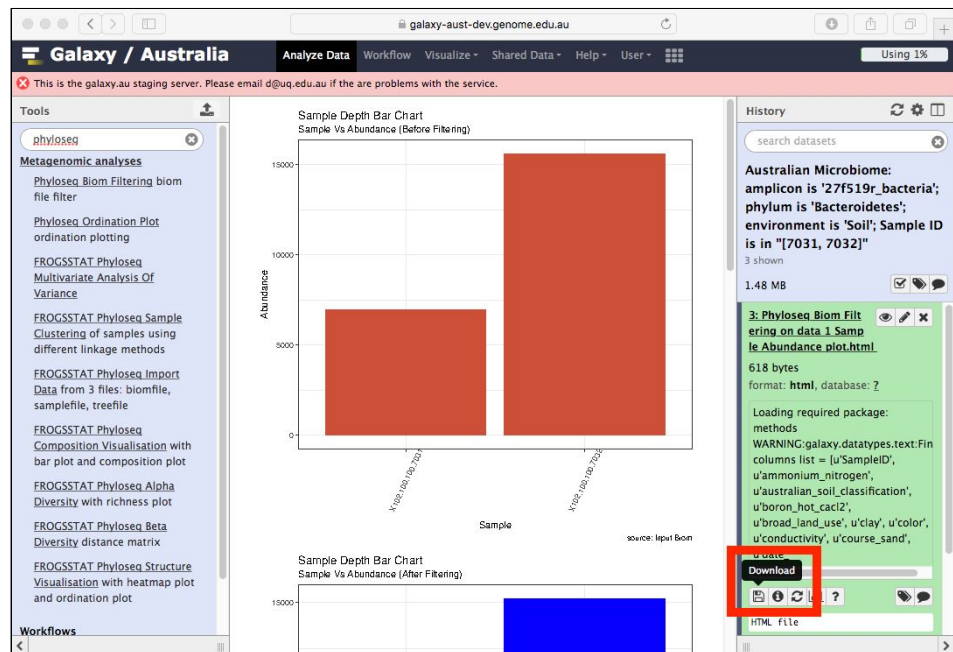 galaxy-aust-dev.genome.edu.au
Galaxy / Australia
Analyze Data Workflow Visualize Shared Data Help User
Using 1%
This is the galaxy.au staging server. Please email d@uq.edu.au if the are problems with the service.
Tools
phyloseq
Metagenomic analyses
Phyloseq Biom Filtering biom
file filter
Phyloseq Ordination Plot
ordination plotting
FROGSSTAT Phyloseq
Multivariate Analysis Of
Variance
FROGSSTAT Phyloseq Sample
Clustering of samples using
different linkage methods
FROGSSTAT Phyloseq Import
Data from 3 files: biomfile,
samplefile, treefile
FROGSSTAT Phyloseq
Composition Visualisation with
bar plot and composition plot
FROGSSTAT Phyloseq Alpha
Diversity with richness plot
FROGSSTAT Phyloseq Beta
Diversity distance matrix
FROGSSTAT Phyloseq Structure
Visualisation with heatmap plot
and ordination plot
Workflows
Sample Depth Bar Chart
Sample Vs Abundance (Before Filtering)
15000
10000
5000
0
Abundance
X102.100.100.7031
X102.100.100.7032
Sample
source: Input Biom
Sample Depth Bar Chart
Sample Vs Abundance (After Filtering)
15000
History
search datasets
Australian Microbiome:
amplicon is '27f519r_bacteria';
phylum is 'Bacteroidetes';
environment is 'Soil'; Sample ID
is in "[7031, 7032]"
3 shown
1.48 MB
3: Phyloseq Biom Filt
ering on data 1 Samp
le Abundance plot.html
618 bytes
format: html, database: ?
Loading required package:
methods
WARNING:galaxy.datatypes.text:Fin
columns list = [u'SampleID',
u'ammonium_nitrogen',
u'australian_soil_classification',
u'boron_hot_cacl2',
u'broad_land_use', u'clay', u'color',
u'conductivity', u'course_sand',
u'date_
Download
?
HTML file